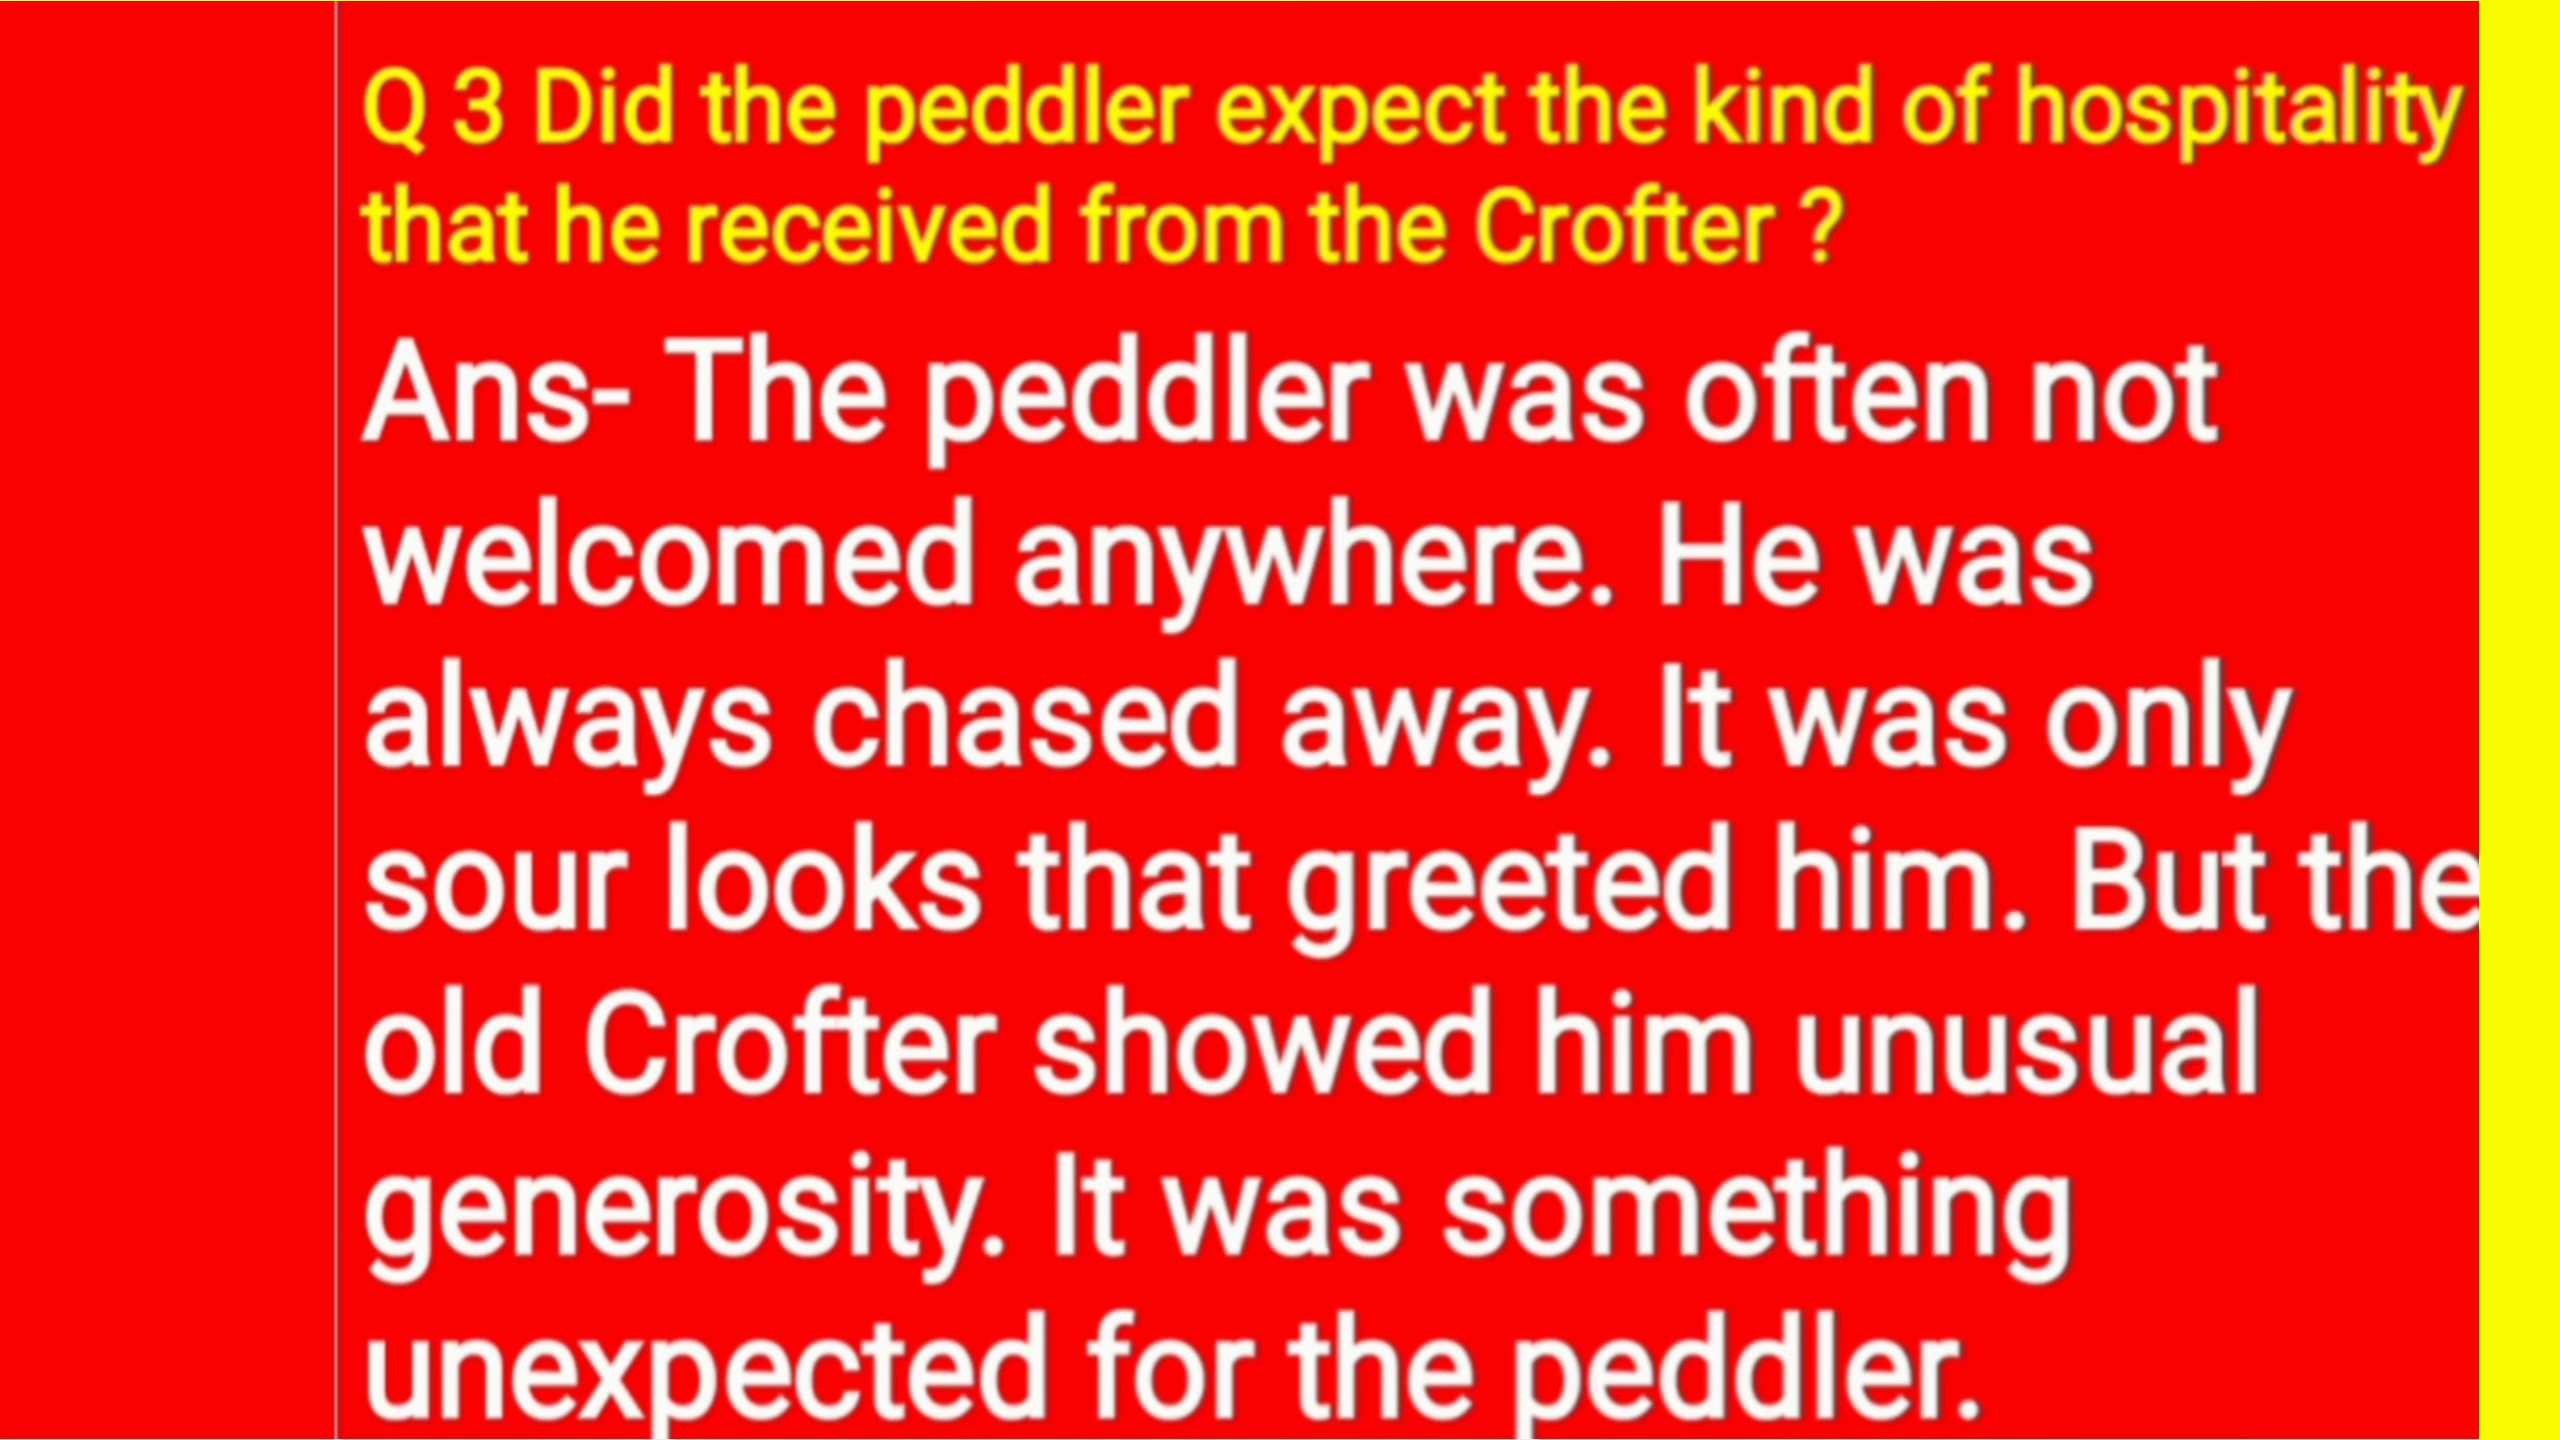 Q 3 Did the peddler expect the kind of hospitality
that he received from the Crofter ?
Ans- The peddler was often not
welcomed anywhere. He was
always chased away. It was only
sour looks that greeted him. But the
old Crofter showed him unusual
generosity. It was something
unexpected for the peddler.